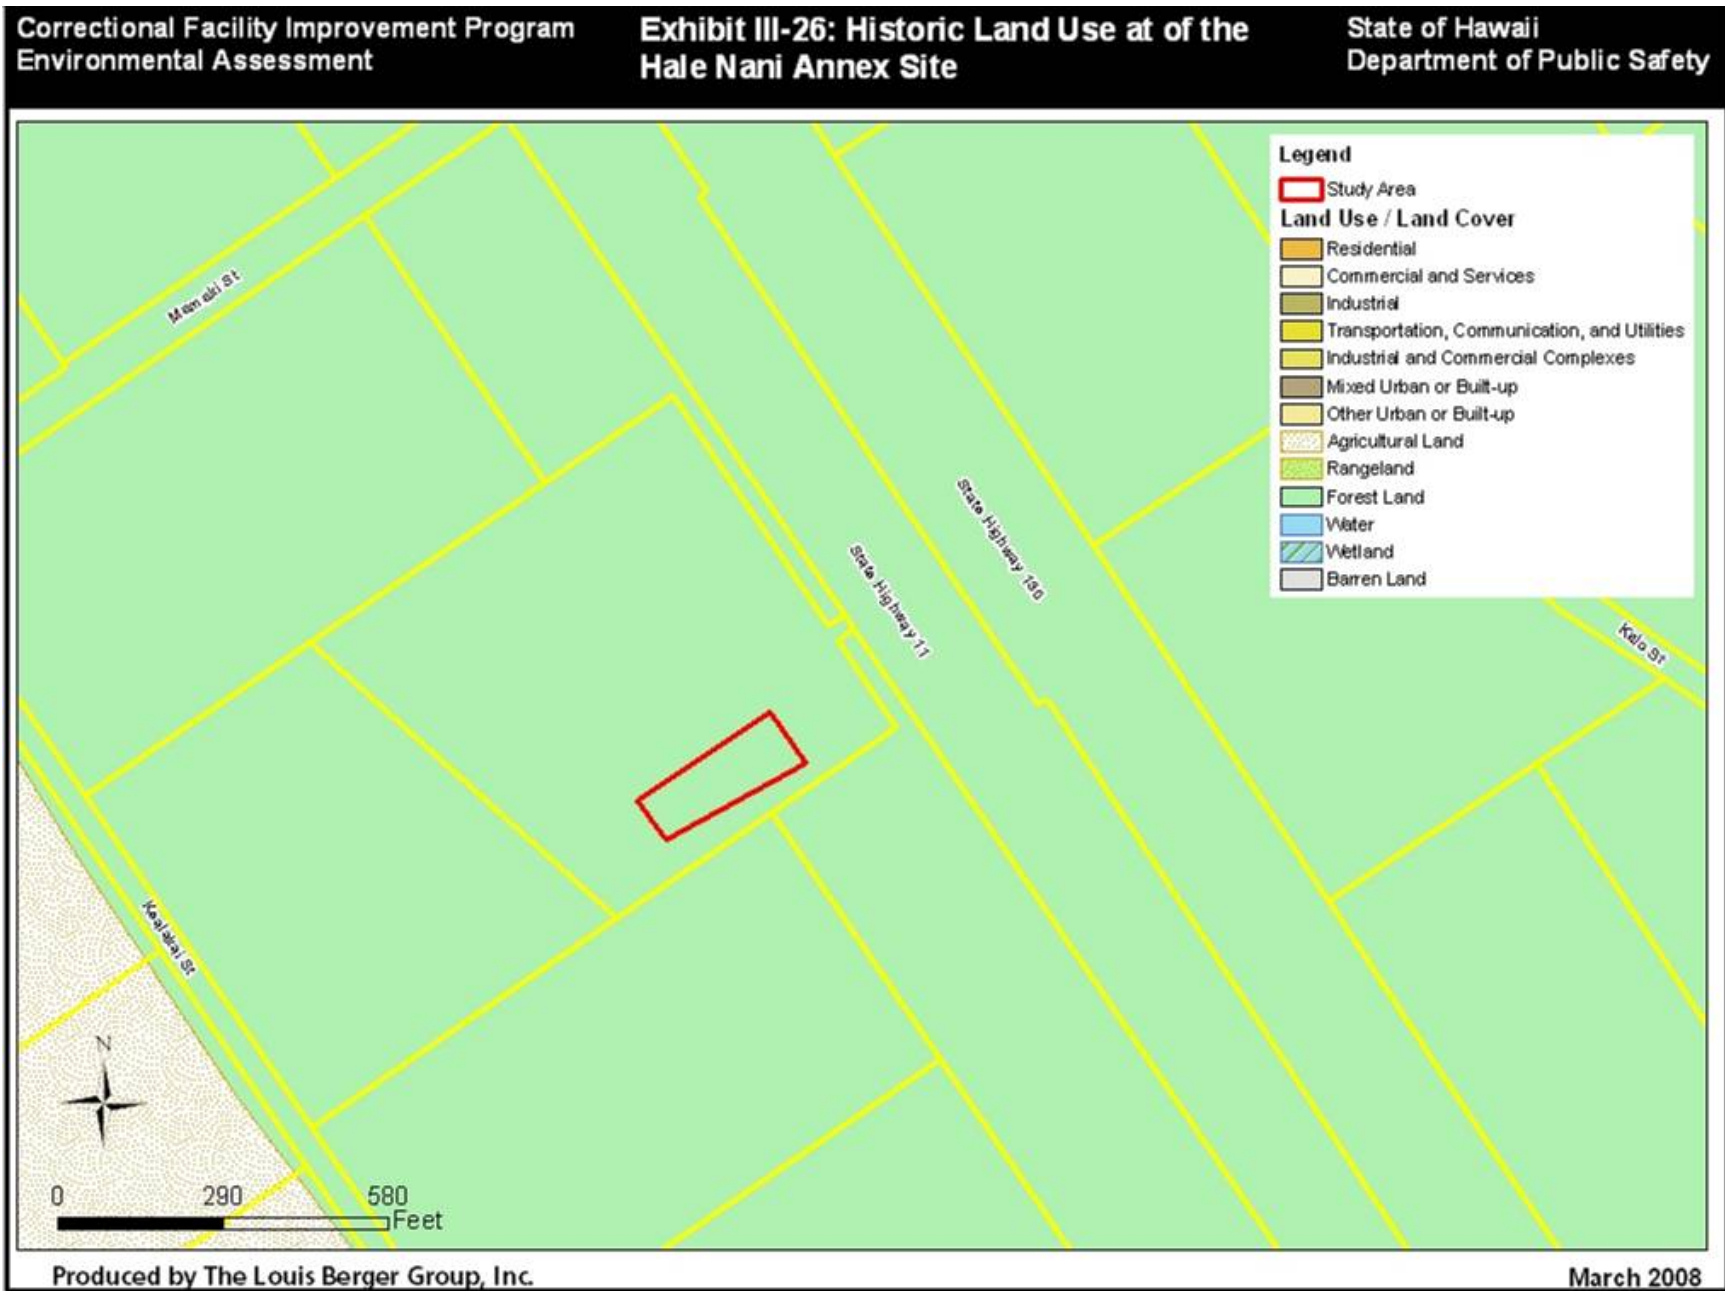 Correctional Facility Improvement Program
Environmental Assessment
Exhibit III-26: Historic Land Use at of the
Hale Nani Annex Site
State of Hawaii
Department of Public Safety
Legend
Study Area
Land Use / Land Cover
Residential
Commercial and Services
Industrial
Transportation, Communication, and Utilities
Industrial and Commercial Complexes
Mixed Urban or Built-up
Other Urban or Built-up
Agricultural Land
Rangeland
Forest Land
Water
Wetland
Barren Land
Mamaki St
State Highway 130
State Highway 11
Kalo St
Kealakai St
N
0 290 580
Feet
Produced by The Louis Berger Group, Inc.
March 2008